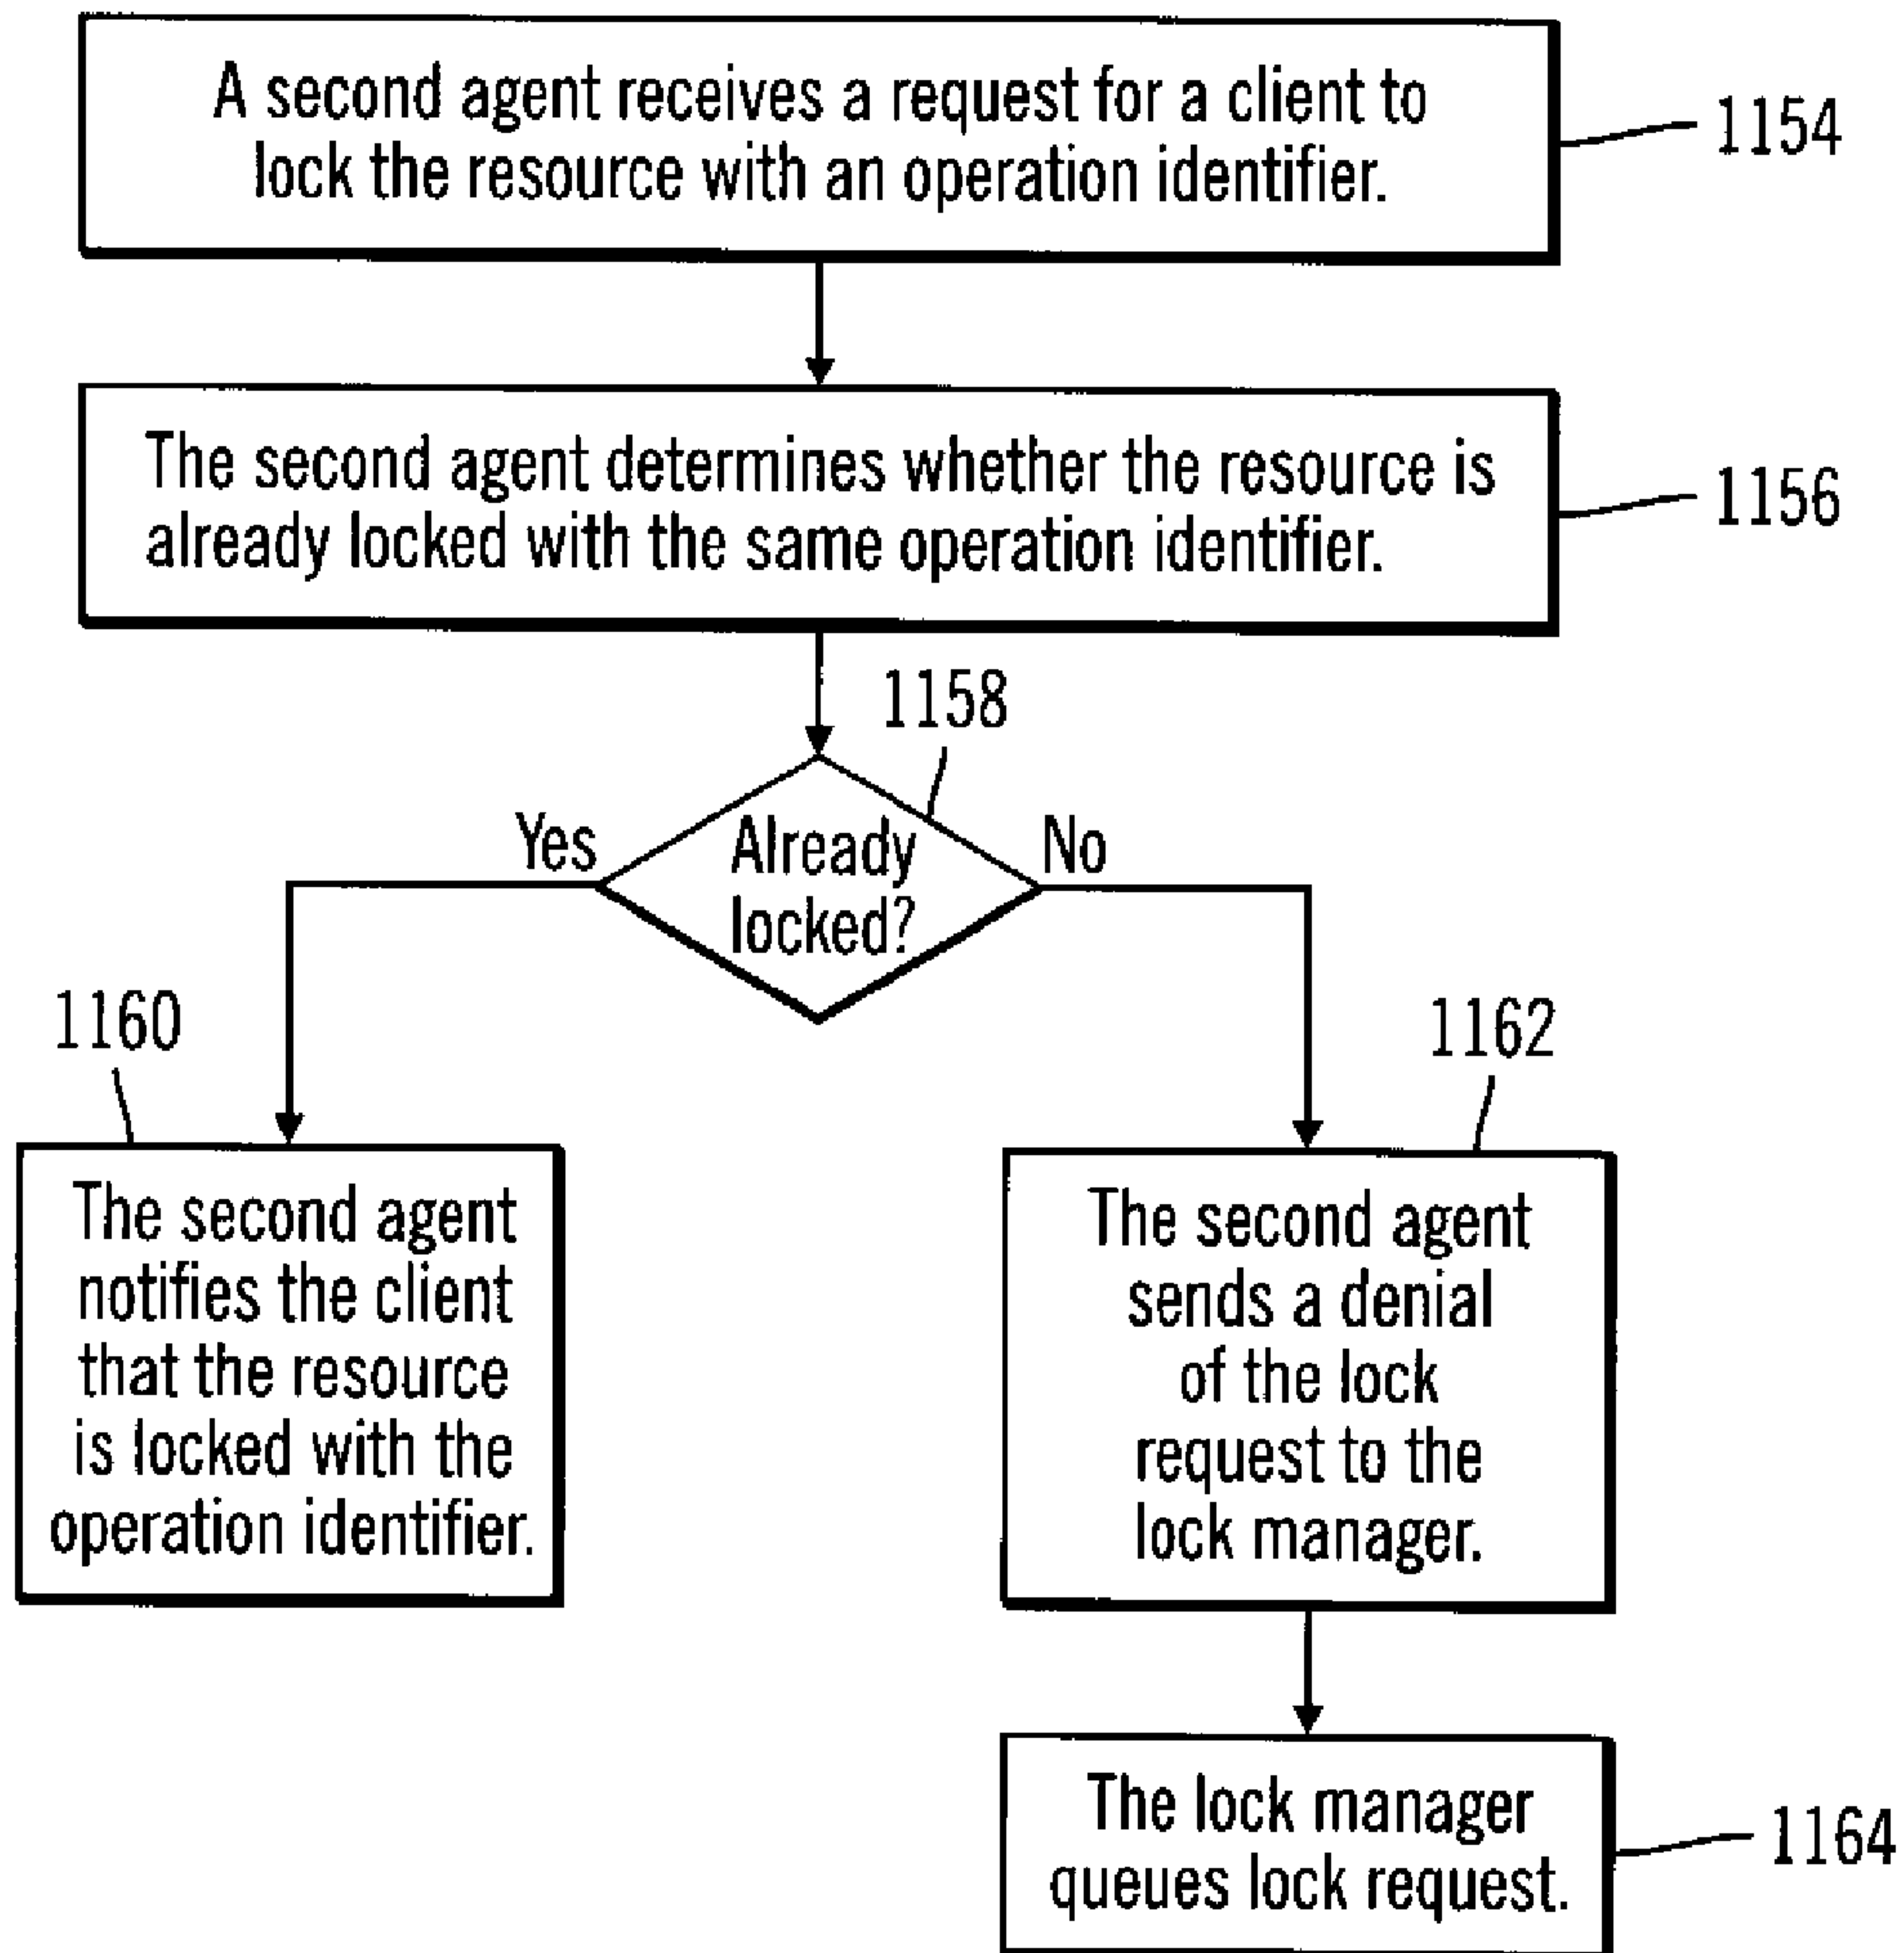 A second agent receives a request for a client to
lock the resource with an operation identifier.
1154
The second agent determines whether the resource is
already locked with the same operation identifier.
1156
1158
Yes
Already
locked?
No
1160
The second agent
notifies the client
that the resource
is locked with the
operation identifier.
1162
The second agent
sends a denial
of the lock
request to the
lock manager.
The lock manager
queues lock request.
1164